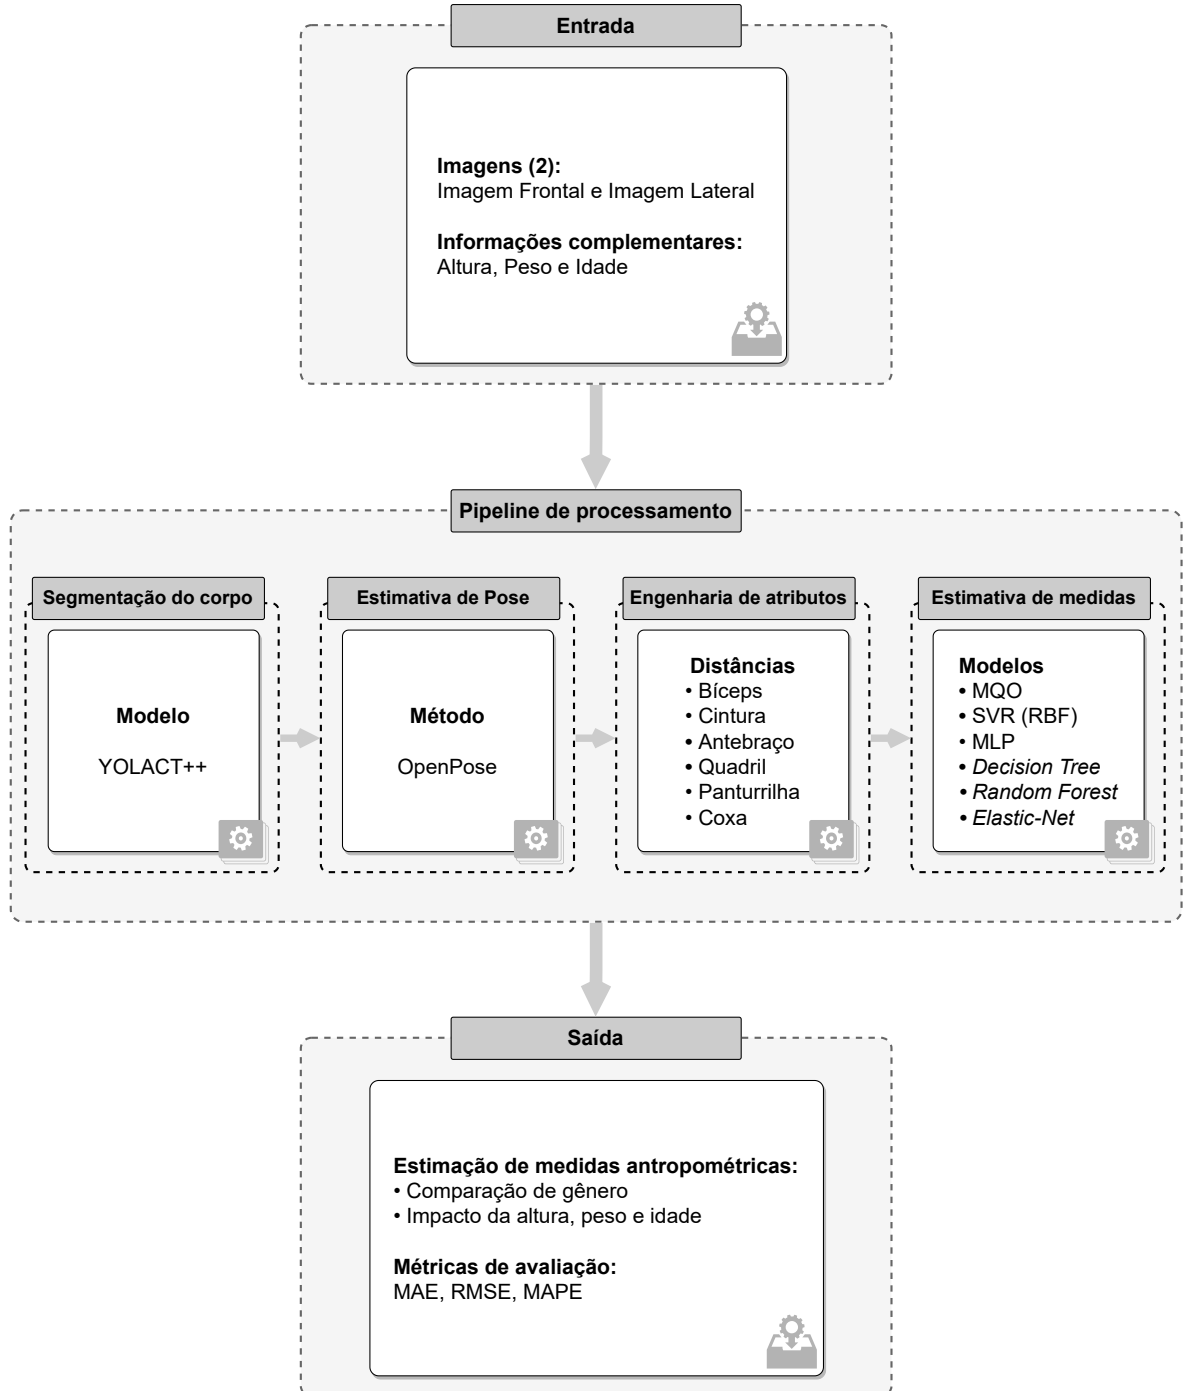 Entrada
Imagens (2):
Imagem Frontal e Imagem Lateral
Informações complementares:
Altura, Peso e Idade
Pipeline de processamento
Segmentação do corpo
Modelo
YOLACT++
Estimativa de Pose
Método
OpenPose
Engenharia de atributos
Distâncias
• Bíceps
• Cintura
• Antebraço
• Quadril
• Panturrilha
• Coxa
Estimativa de medidas
Modelos
• MQO
• SVR (RBF)
• MLP
• Decision Tree
• Random Forest
• Elastic-Net
Saída
Estimação de medidas antropométricas:
• Comparação de gênero
• Impacto da altura, peso e idade
Métricas de avaliação:
MAE, RMSE, MAPE